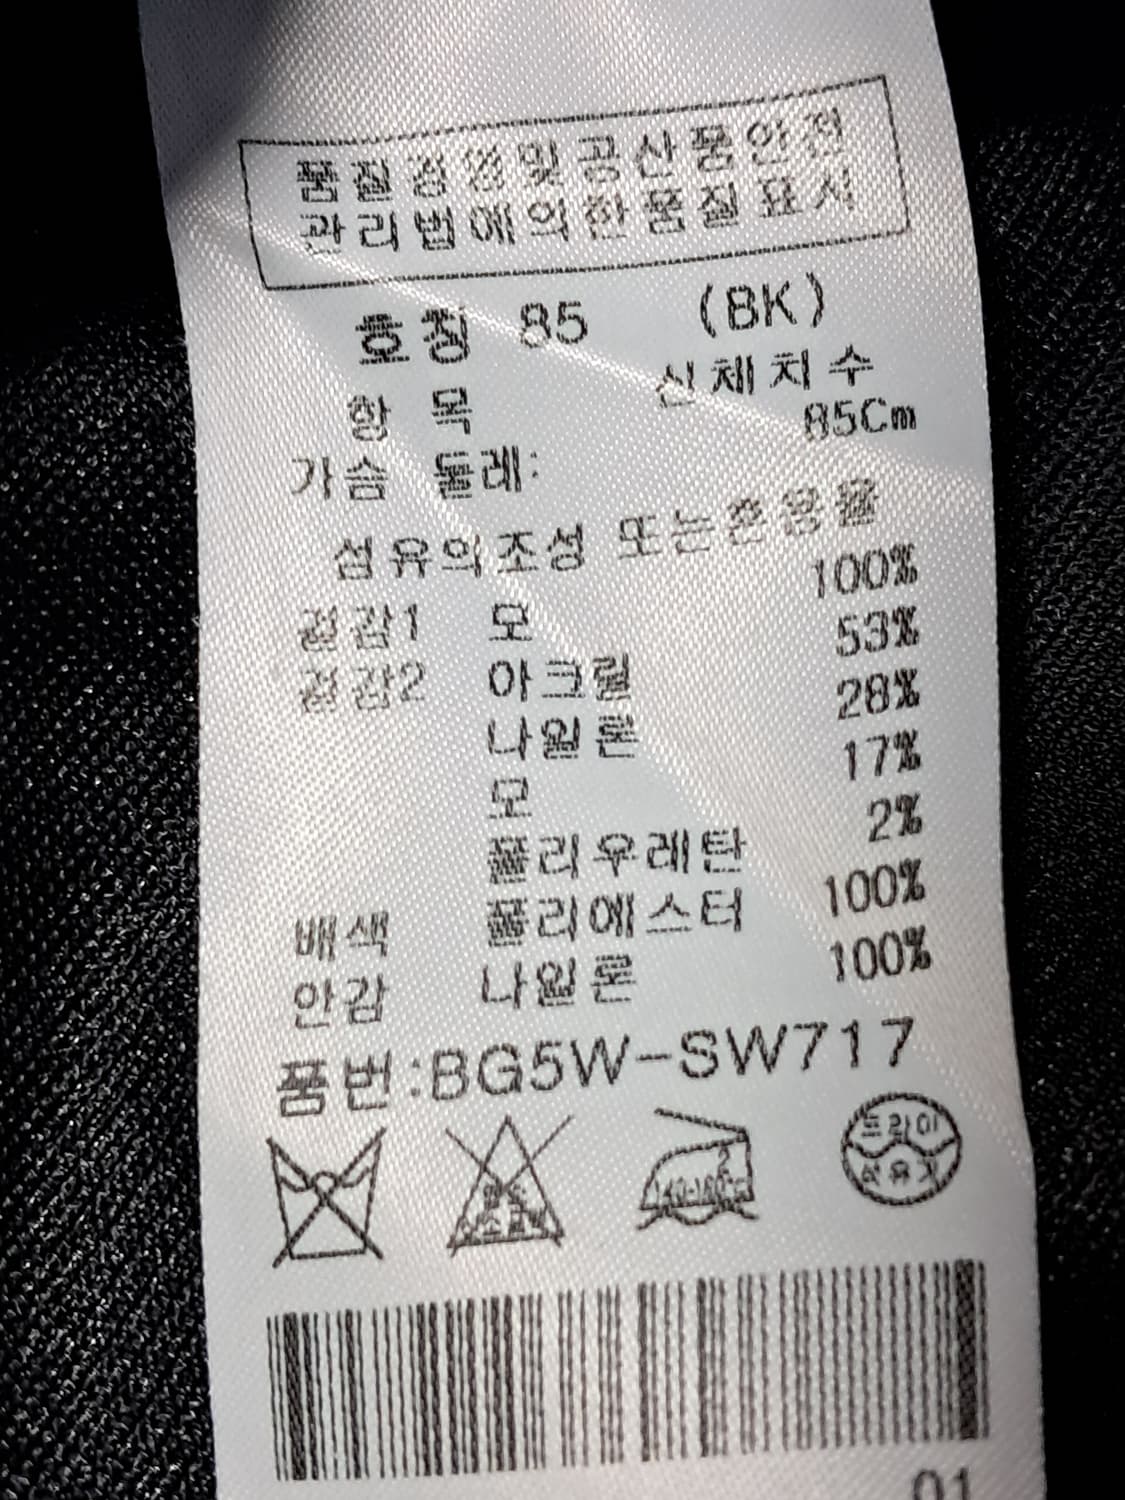 품질경영및공산품안전
관리법에의한품질표시
호칭 85 (BK)
항 목 신체치수
가슴 둘레: 85Cm
섬유의조성 또는혼용율
겉감1 모 100%
겉감2 아크릴 53%
나일론 28%
모 17%
폴리우레탄 2%
배색 폴리에스터 100%
안감 나일론 100%
품번:BG5W-SW717
2
140-160℃
드라이
석유계
01